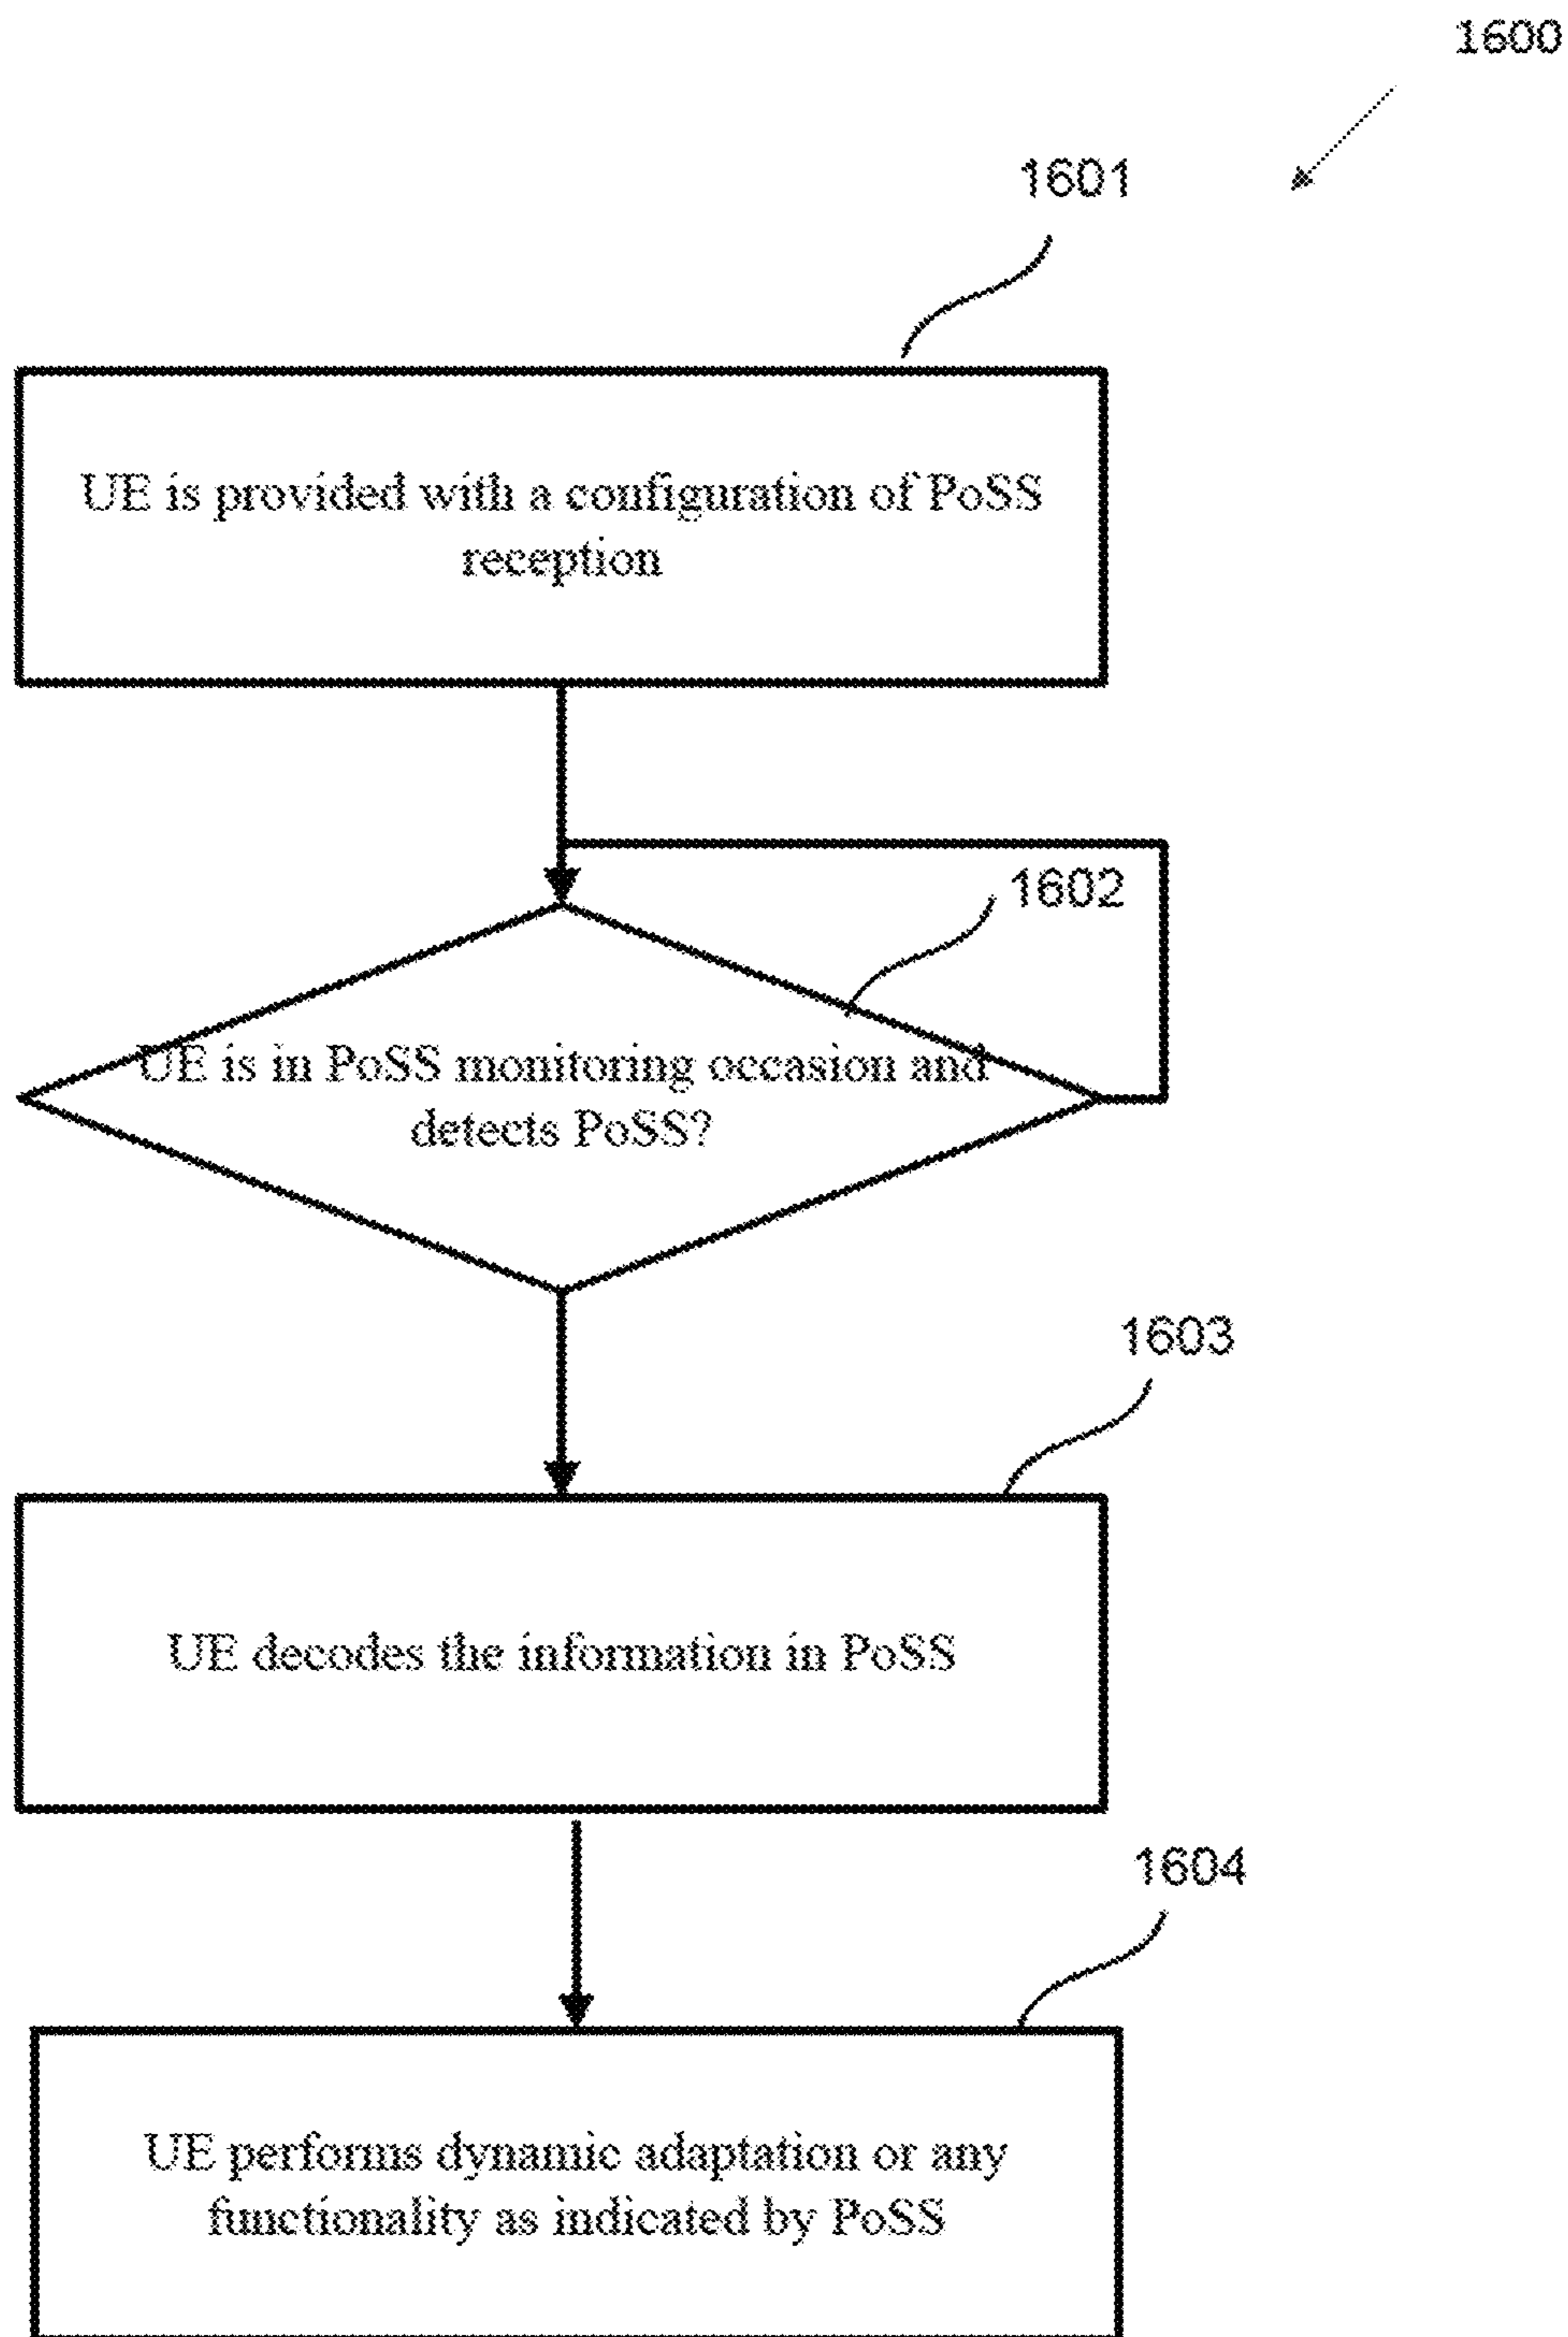 1600
1601
UE is provided with a configuration of PoSS
reception
1602
UE is in PoSS monitoring occasion and
detects PoSS?
1603
UE decodes the information in PoSS
1604
UE performs dynamic adaptation or any
functionality as indicated by PoSS